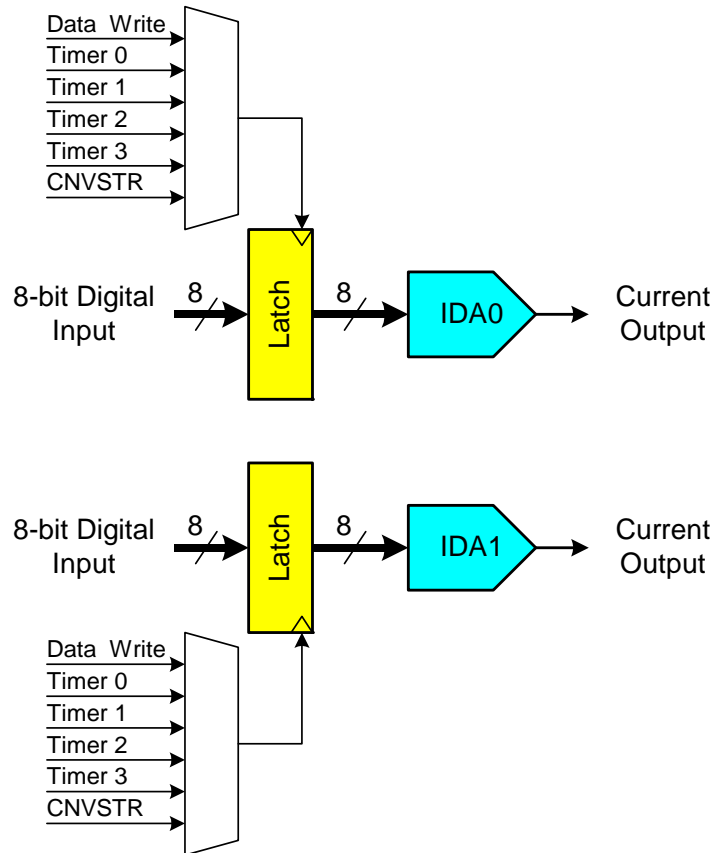 Data Write
Timer 0
Timer 1
Timer 2
Timer 3
CNVSTR
8-bit Digital
Input
8
Latch
8
IDA0
Current
Output
8-bit Digital
Input
8
Latch
8
IDA1
Current
Output
Data Write
Timer 0
Timer 1
Timer 2
Timer 3
CNVSTR